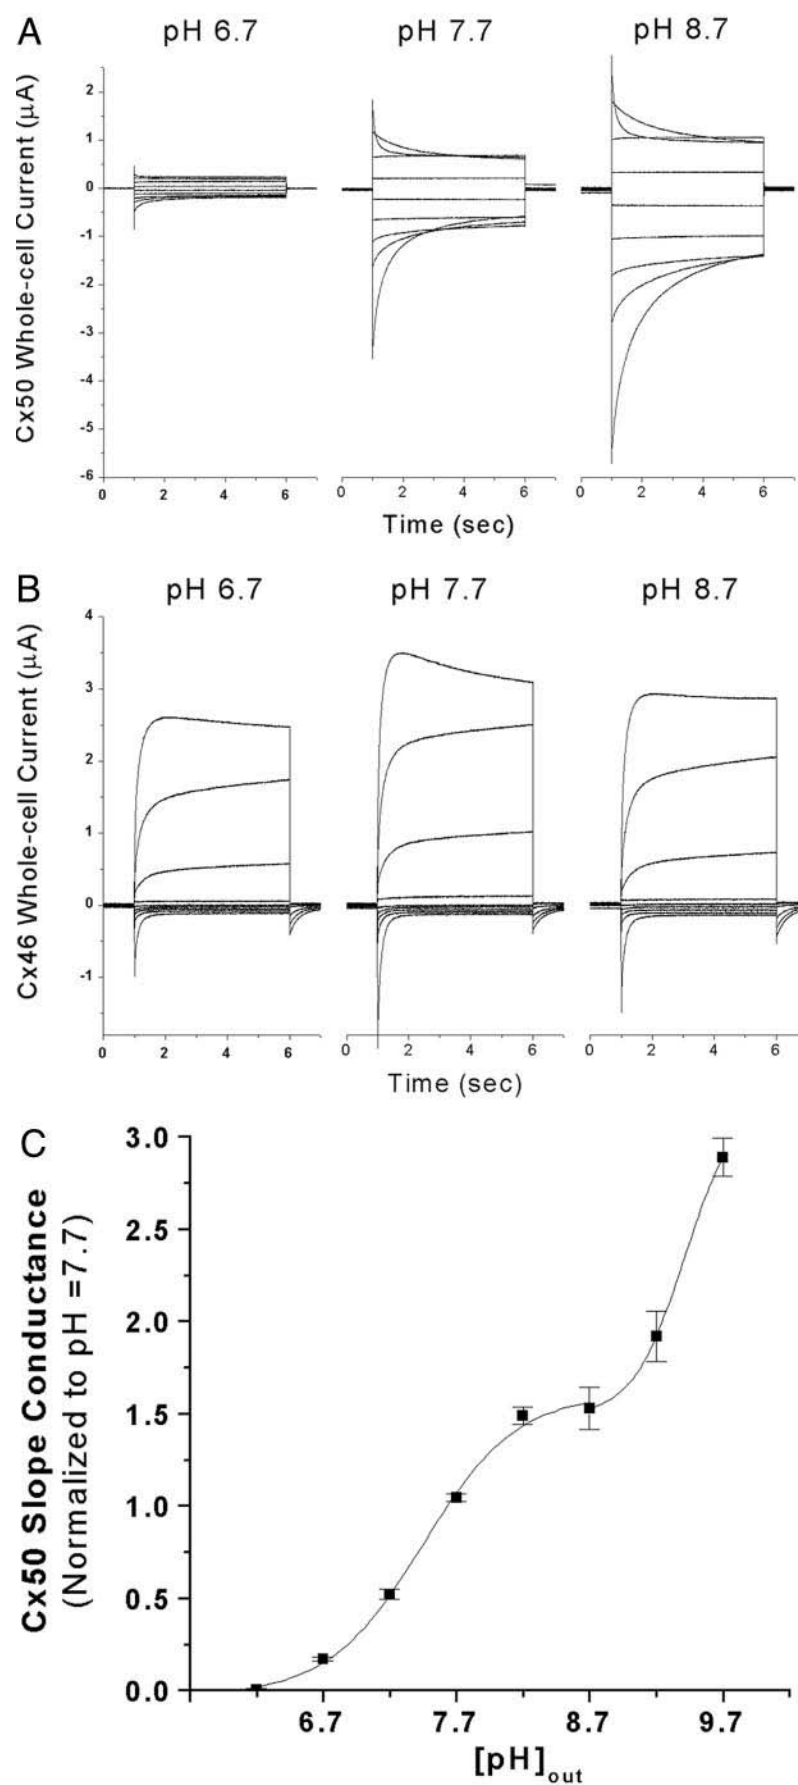 A
pH 6.7 pH 7.7 pH 8.7
Cx50 Whole-cell Current (μA)
2
1
0
-1
-2
-3
-4
-5
-6
0 2 4 6 0 2 4 6 0 2 4 6
Time (sec)
B
pH 6.7 pH 7.7 pH 8.7
Cx46 Whole-cell Current (μA)
4
3
2
1
0
-1
0 2 4 6 0 2 4 6 0 2 4 6
Time (sec)
C
Cx50 Slope Conductance
(Normalized to pH =7.7)
3.0
2.5
2.0
1.5
1.0
0.5
0.0
6.7 7.7 8.7 9.7
[pH]out